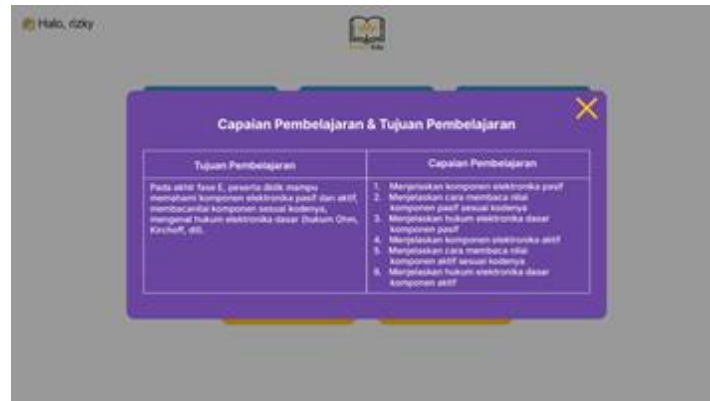 Halo, rizky
Edu
Capaian Pembelajaran & Tujuan Pembelajaran
Tujuan Pembelajaran
Pada akhir fase E, peserta didik mampu
memahami komponen elektronika pasif dan aktif,
membacanilai komponen sesuai kodenya,
mengenal hukum elektronika dasar (hukum Ohm,
Kirchoff, dll).
Capaian Pembelajaran
1. Menjelaskan komponen elektronika pasif
2. Menjelaskan cara membaca nilai
komponen pasif sesuai kodenya
3. Menjelaskan hukum elektronika dasar
komponen pasif
4. Menjelaskan komponen elektronika aktif
5. Menjelaskan cara membaca nilai
komponen aktif sesuai kodenya
6. Menjelaskan hukum elektronika dasar
komponen aktif